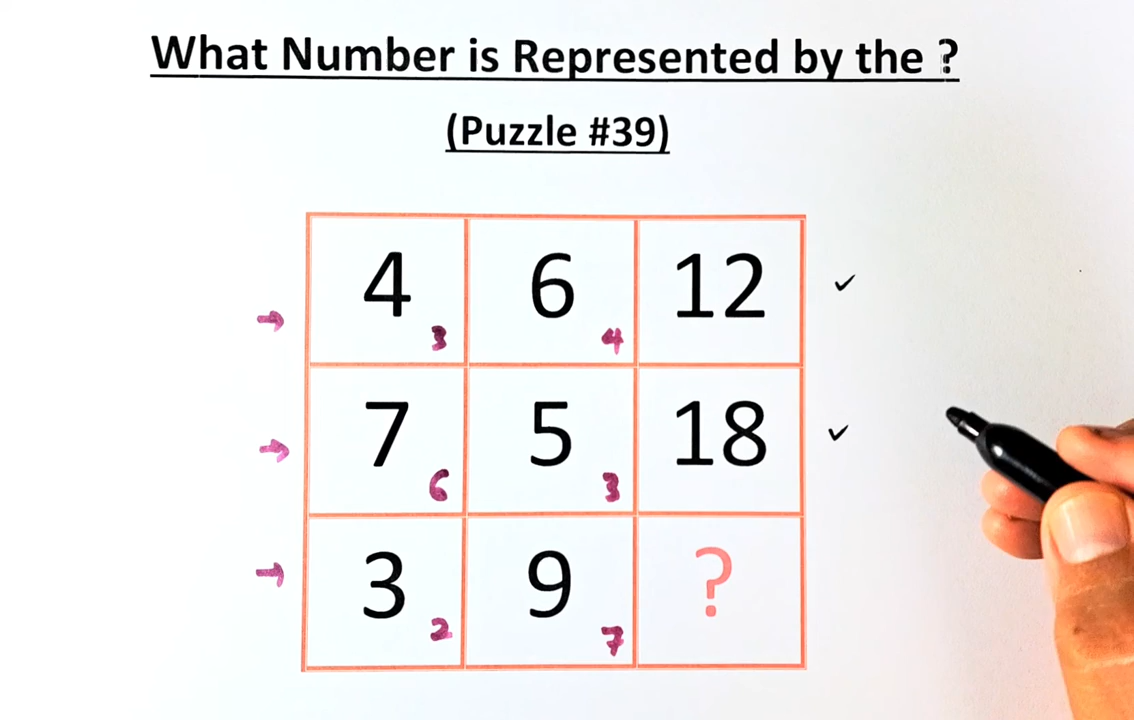 What Number is Represented by the ?
(Puzzle #39)
→ 4 3 6 4 12 ✓
→ 7 6 5 3 18 ✓
→ 3 2 9 7 ?